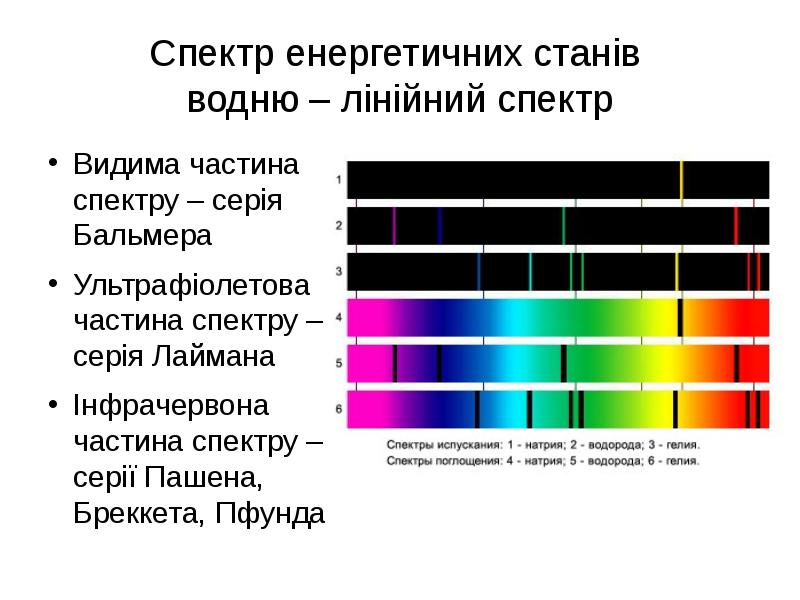 Спектр енергетичних станів
водню – лінійний спектр
• Видима частина
спектру – серія
Бальмера
• Ультрафіолетова
частина спектру –
серія Лаймана
• Інфрачервона
частина спектру –
серії Пашена,
Бреккета, Пфунда
1
2
3
4
5
6
Спектры испускания: 1 - натрия; 2 - водорода; 3 - гелия.
Спектры поглощения: 4 - натрия; 5 - водорода; 6 - гелия.